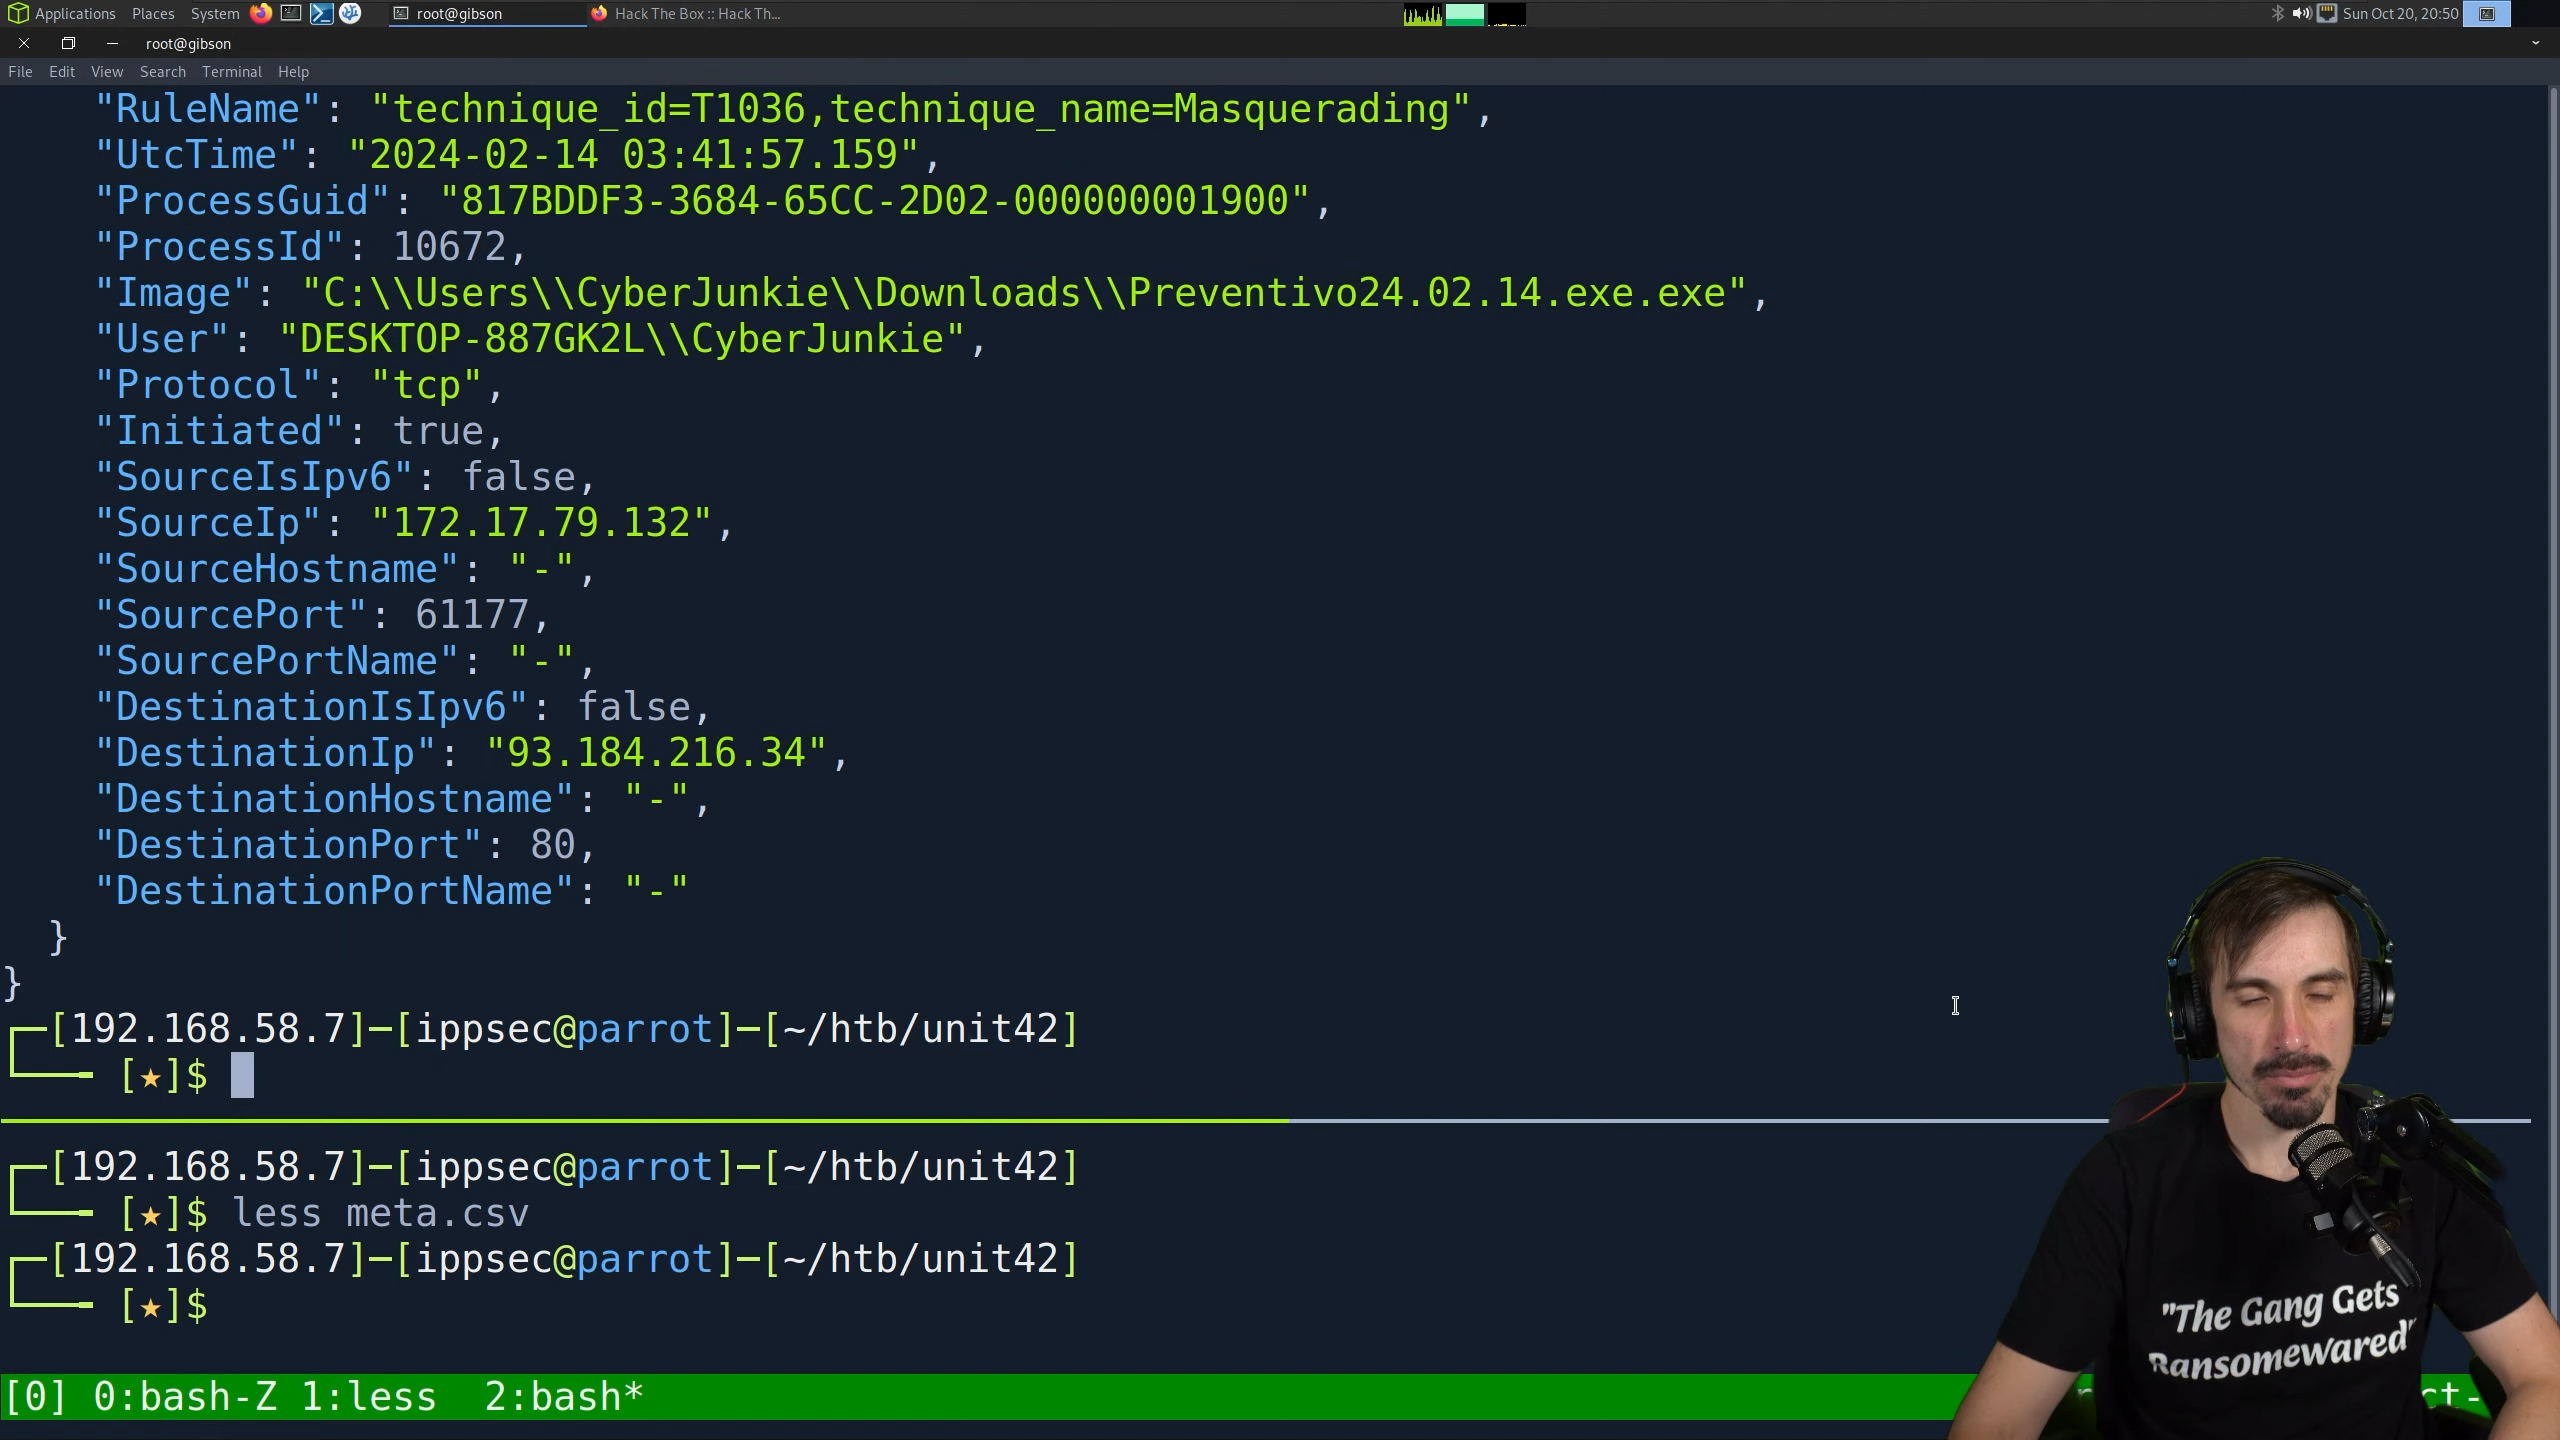 Applications Places System root@gibson Hack The Box :: Hack Th... Sun Oct 20, 20:50
root@gibson
File Edit View Search Terminal Help
"RuleName": "technique_id=T1036,technique_name=Masquerading",
"UtcTime": "2024-02-14 03:41:57.159",
"ProcessGuid": "817BDDF3-3684-65CC-2D02-000000001900",
"ProcessId": 10672,
"Image": "C:\\Users\\CyberJunkie\\Downloads\\Preventivo24.02.14.exe.exe",
"User": "DESKTOP-887GK2L\\CyberJunkie",
"Protocol": "tcp",
"Initiated": true,
"SourceIsIpv6": false,
"SourceIp": "172.17.79.132",
"SourceHostname": "-",
"SourcePort": 61177,
"SourcePortName": "-",
"DestinationIsIpv6": false,
"DestinationIp": "93.184.216.34",
"DestinationHostname": "-",
"DestinationPort": 80,
"DestinationPortName": "-"
}
}
[192.168.58.7]─[ippsec@parrot]─[~/htb/unit42]
[★]$
[192.168.58.7]─[ippsec@parrot]─[~/htb/unit42]
[★]$ less meta.csv
[192.168.58.7]─[ippsec@parrot]─[~/htb/unit42]
[★]$
"The Gang Gets
Ransomewared"
[0] 0:bash-Z 1:less 2:bash*